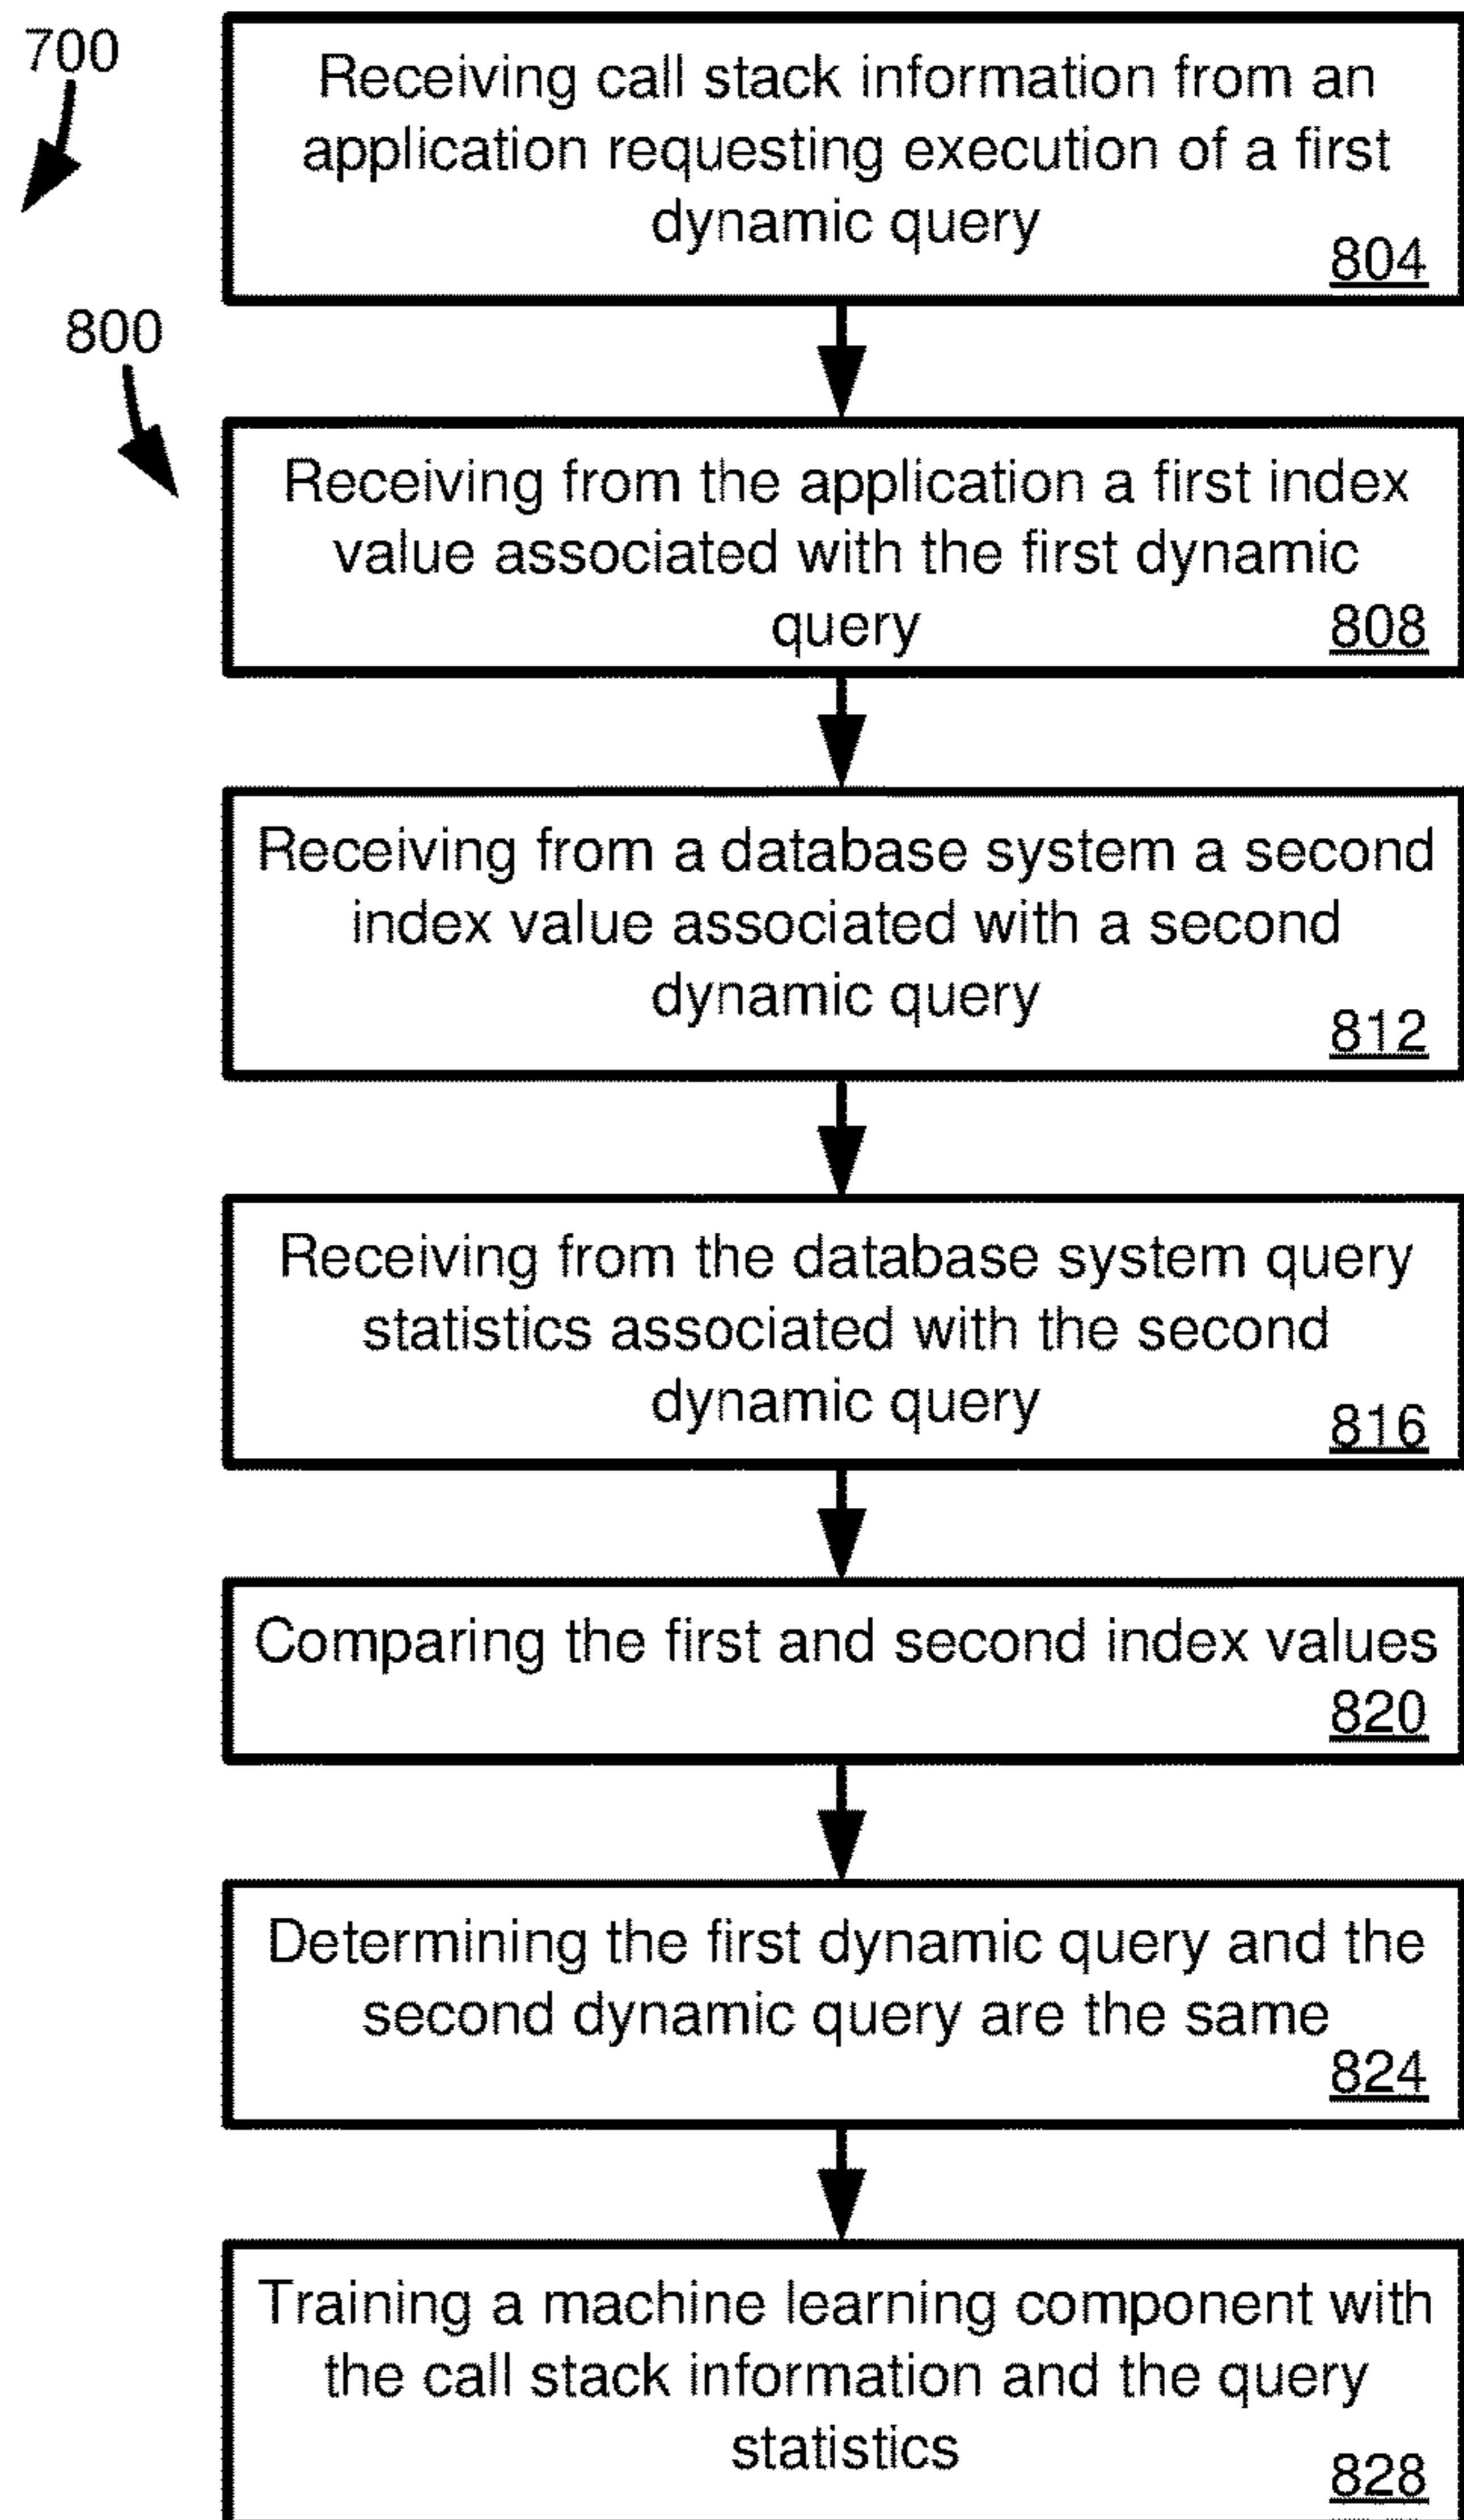 700
Receiving call stack information from an
application requesting execution of a first
dynamic query
804
800
Receiving from the application a first index
value associated with the first dynamic
query
808
Receiving from a database system a second
index value associated with a second
dynamic query
812
Receiving from the database system query
statistics associated with the second
dynamic query
816
Comparing the first and second index values
820
Determining the first dynamic query and the
second dynamic query are the same
824
Training a machine learning component with
the call stack information and the query
statistics
828